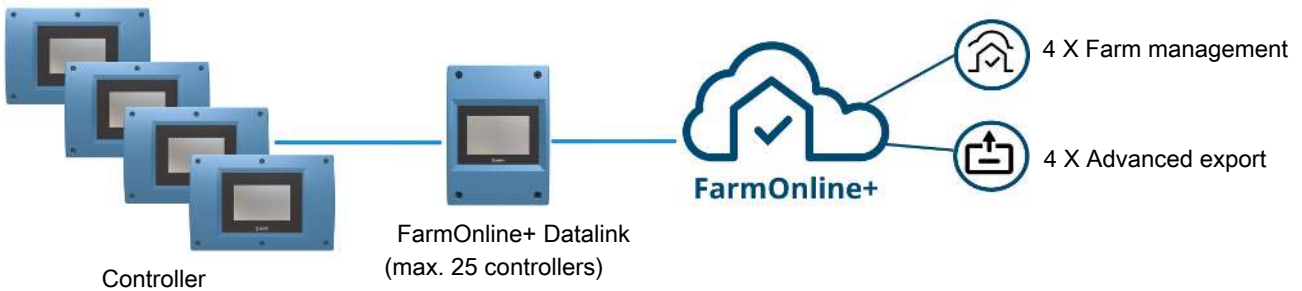 4 X Farm management
4 X Advanced export
FarmOnline+
FarmOnline+ Datalink
(max. 25 controllers)
Controller